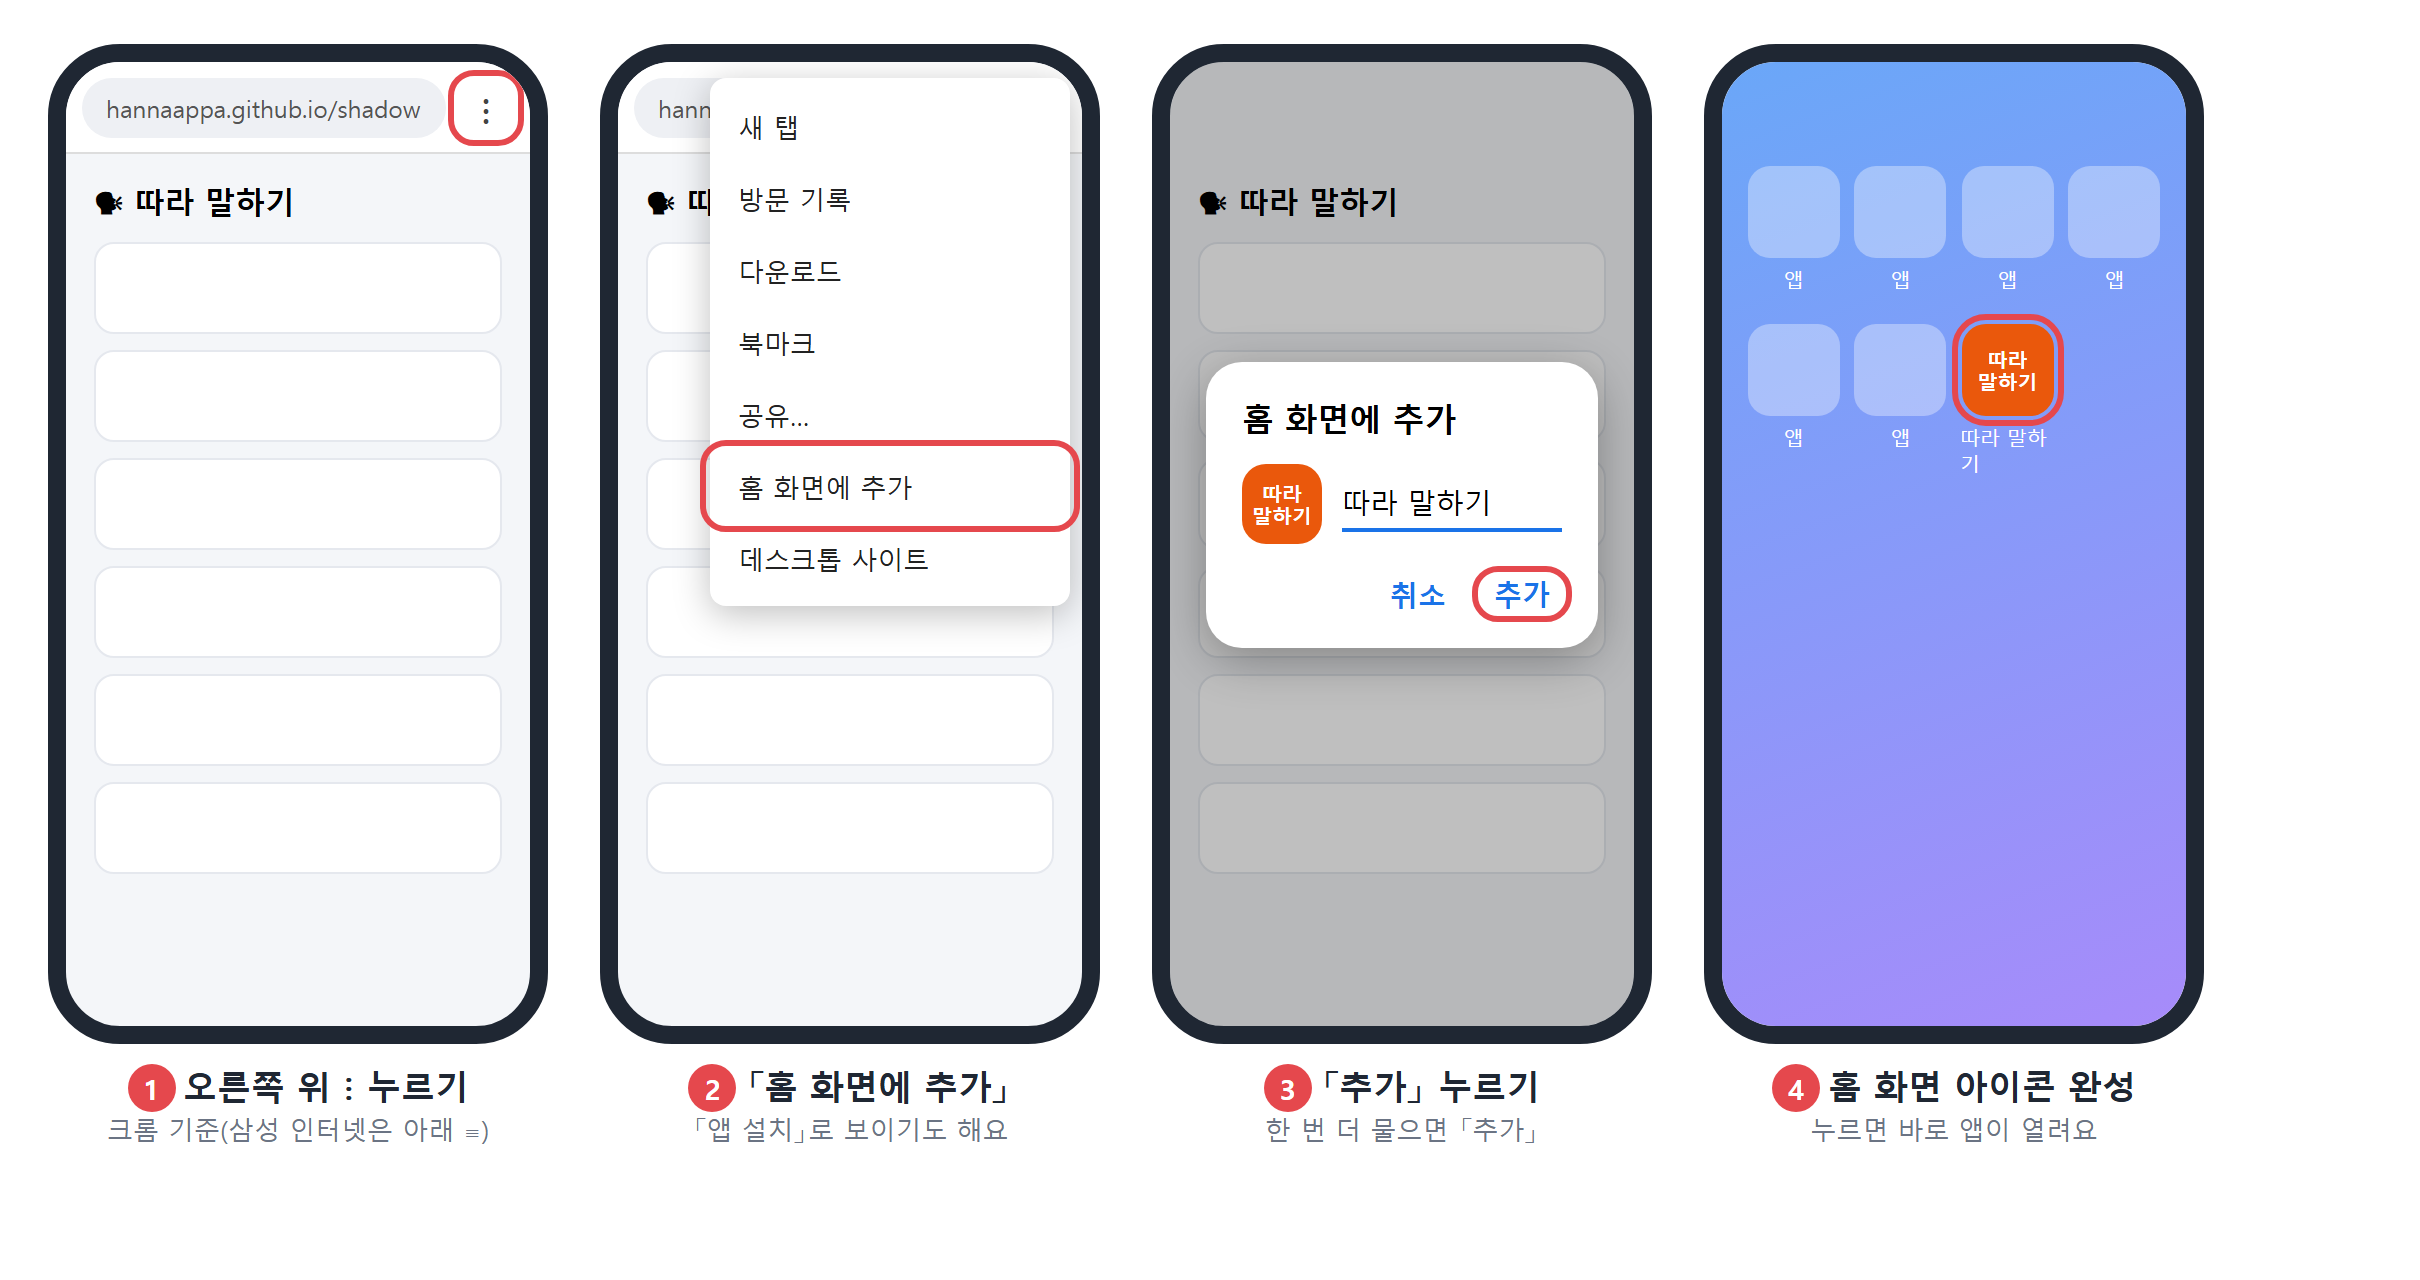 hannaappa.github.io/shadow
⋮
🗣 따라 말하기
1 오른쪽 위 ⋮ 누르기
크롬 기준(삼성 인터넷은 아래 ≡)
hann
🗣 따
새 탭
방문 기록
다운로드
북마크
공유...
홈 화면에 추가
데스크톱 사이트
2 「홈 화면에 추가」
「앱 설치」로 보이기도 해요
🗣 따라 말하기
홈 화면에 추가
따라
말하기
따라 말하기
취소 추가
3 「추가」 누르기
한 번 더 물으면 「추가」
앱 앱 앱 앱
따라
말하기
앱 앱 따라 말하
기
4 홈 화면 아이콘 완성
누르면 바로 앱이 열려요